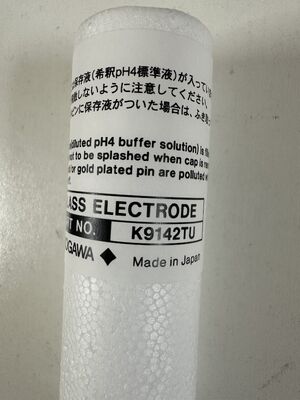 保存液(希釈pH4標準液)が入ってい
しないように注意してください。
ピンに保存液がついた場合は、ふき
diluted pH4 buffer solution) is
not to be splashed when cap is
or gold plated pin are polluted
ASS ELECTRODE
T NO. K9142TU
OGAWA ◆ Made in Japan